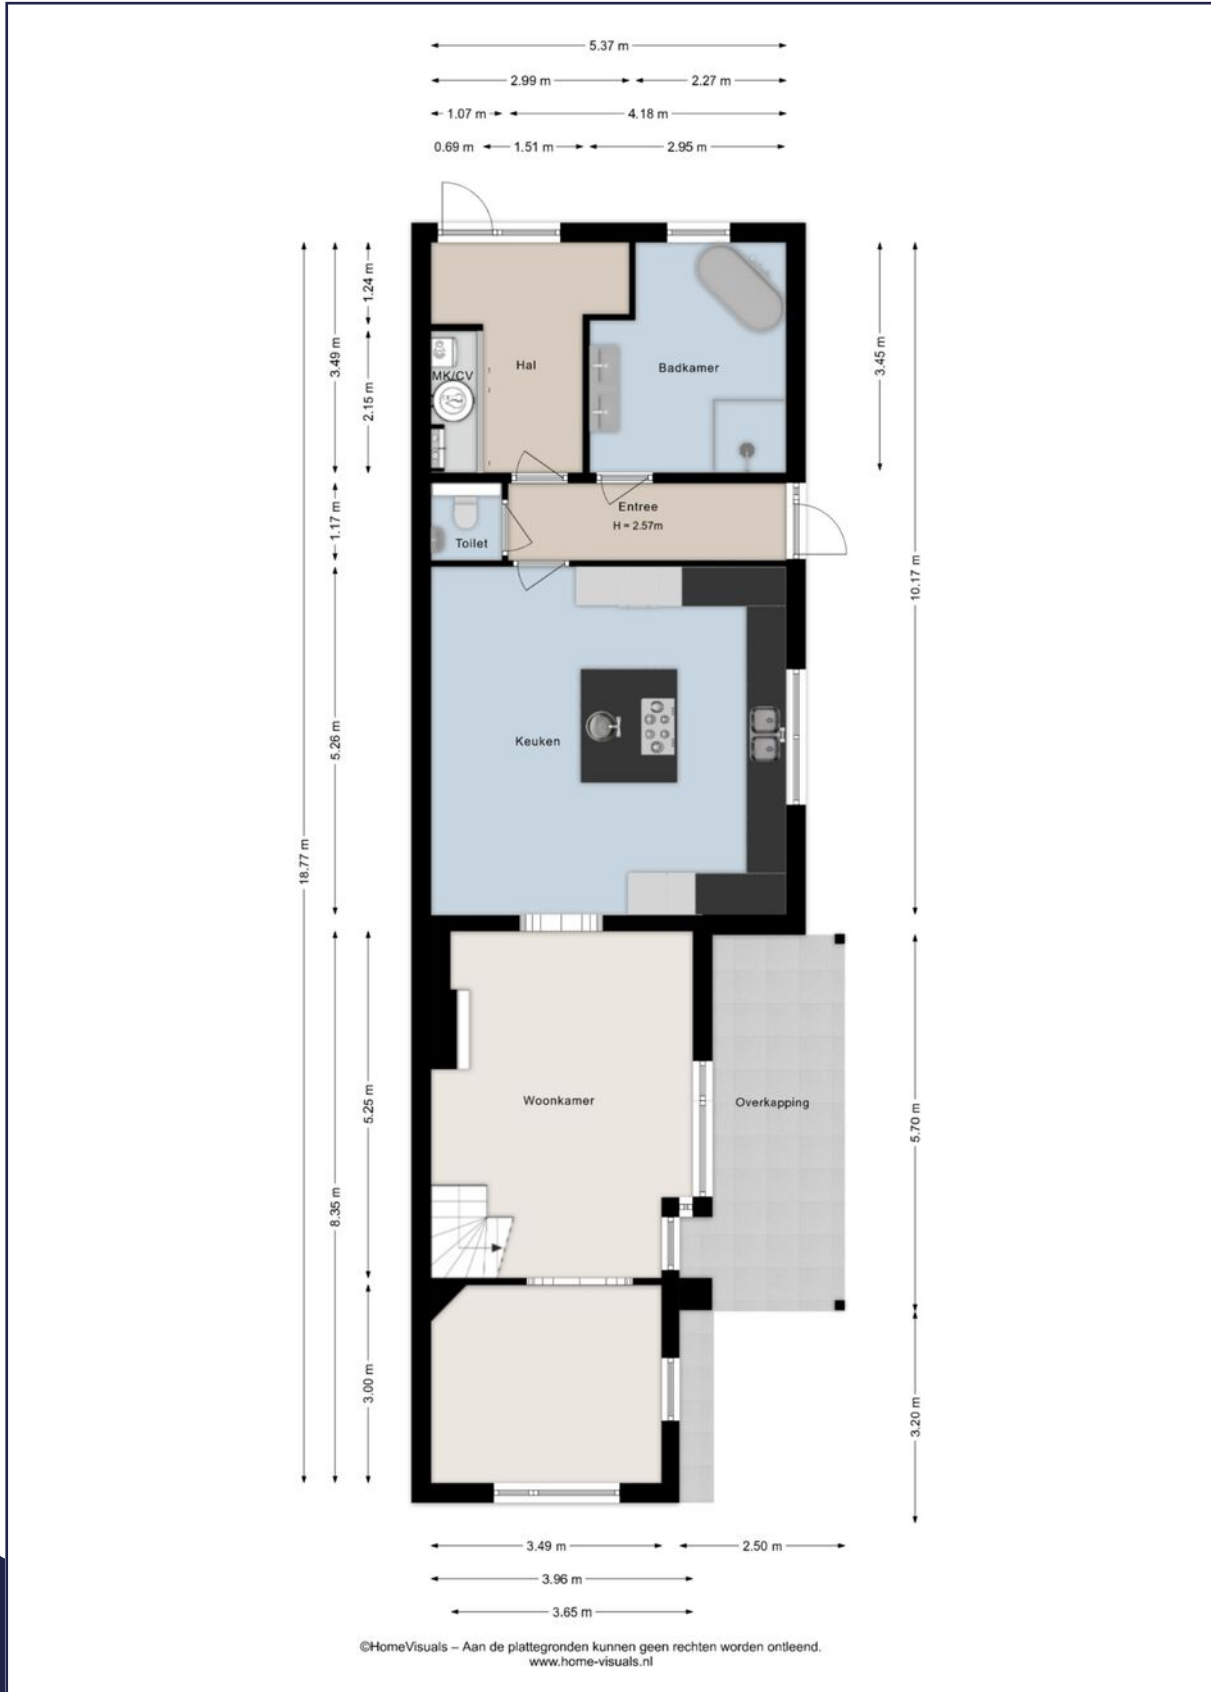 5.37 m
2.99 m
2.27 m
1.07 m
4.18 m
0.69 m
1.51 m
2.95 m
1.24 m
3.49 m
3.45 m
2.15 m
Hal
Badkamer
MK/CV
1.17 m
Entree
H = 2.57m
Toilet
10.17 m
5.26 m
Keuken
18.77 m
5.25 m
Woonkamer
Overkapping
5.70 m
8.35 m
3.00 m
3.20 m
3.49 m
2.50 m
3.96 m
3.65 m
©HomeVisuals – Aan de plattegronden kunnen geen rechten worden ontleend.
www.home-visuals.nl